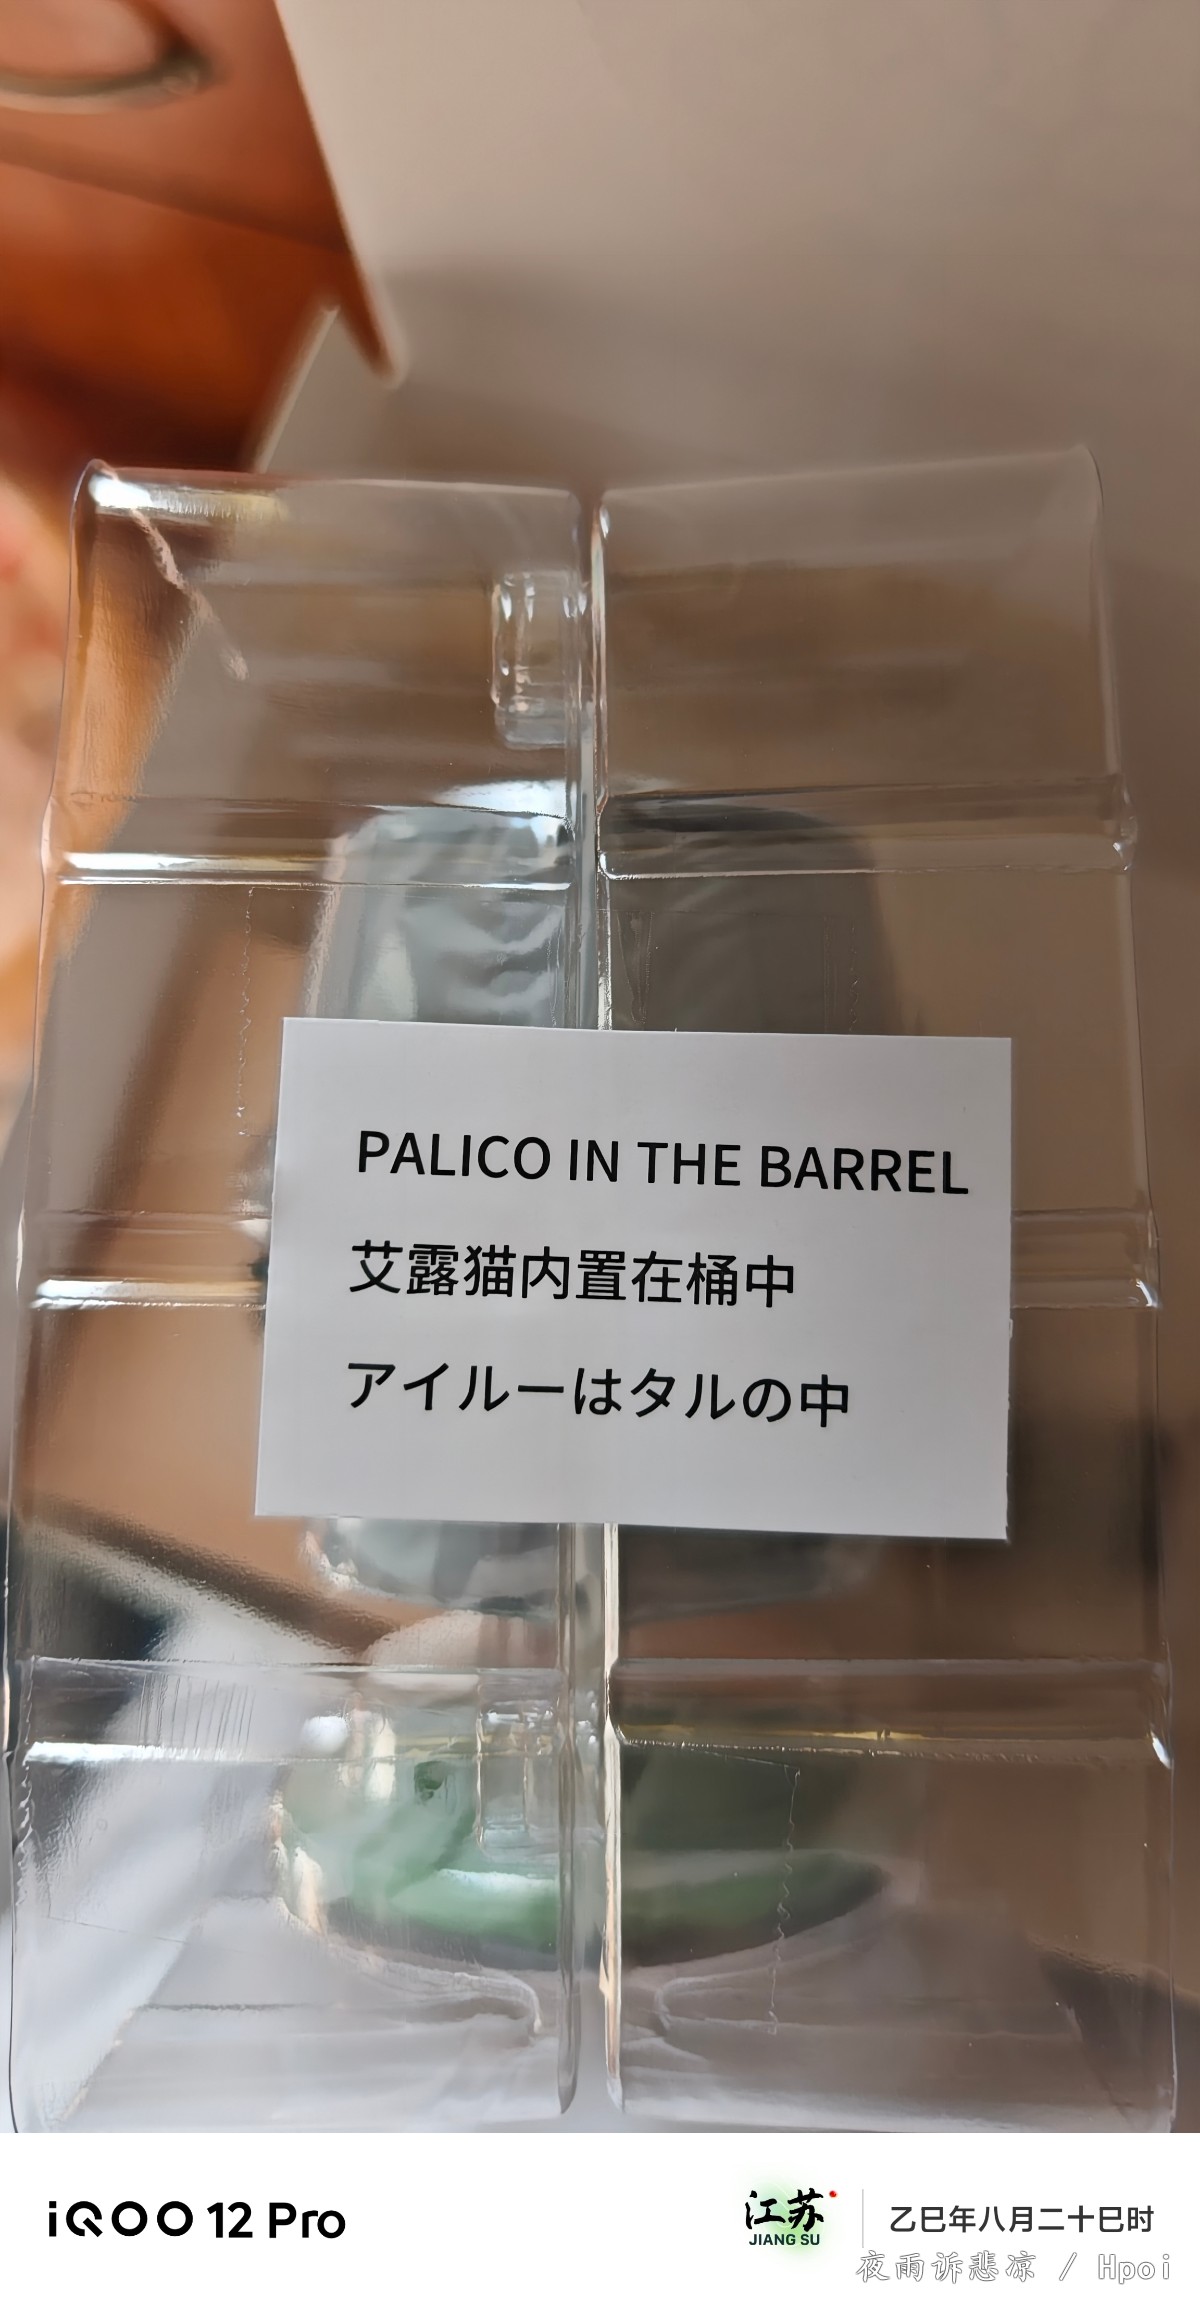 PALICO IN THE BARREL
艾露猫内置在桶中
アイルーはタルの中
iQOO 12 Pro
江苏
JIANG SU
乙巳年八月二十巳时
夜雨诉悲凉 / Hpoi